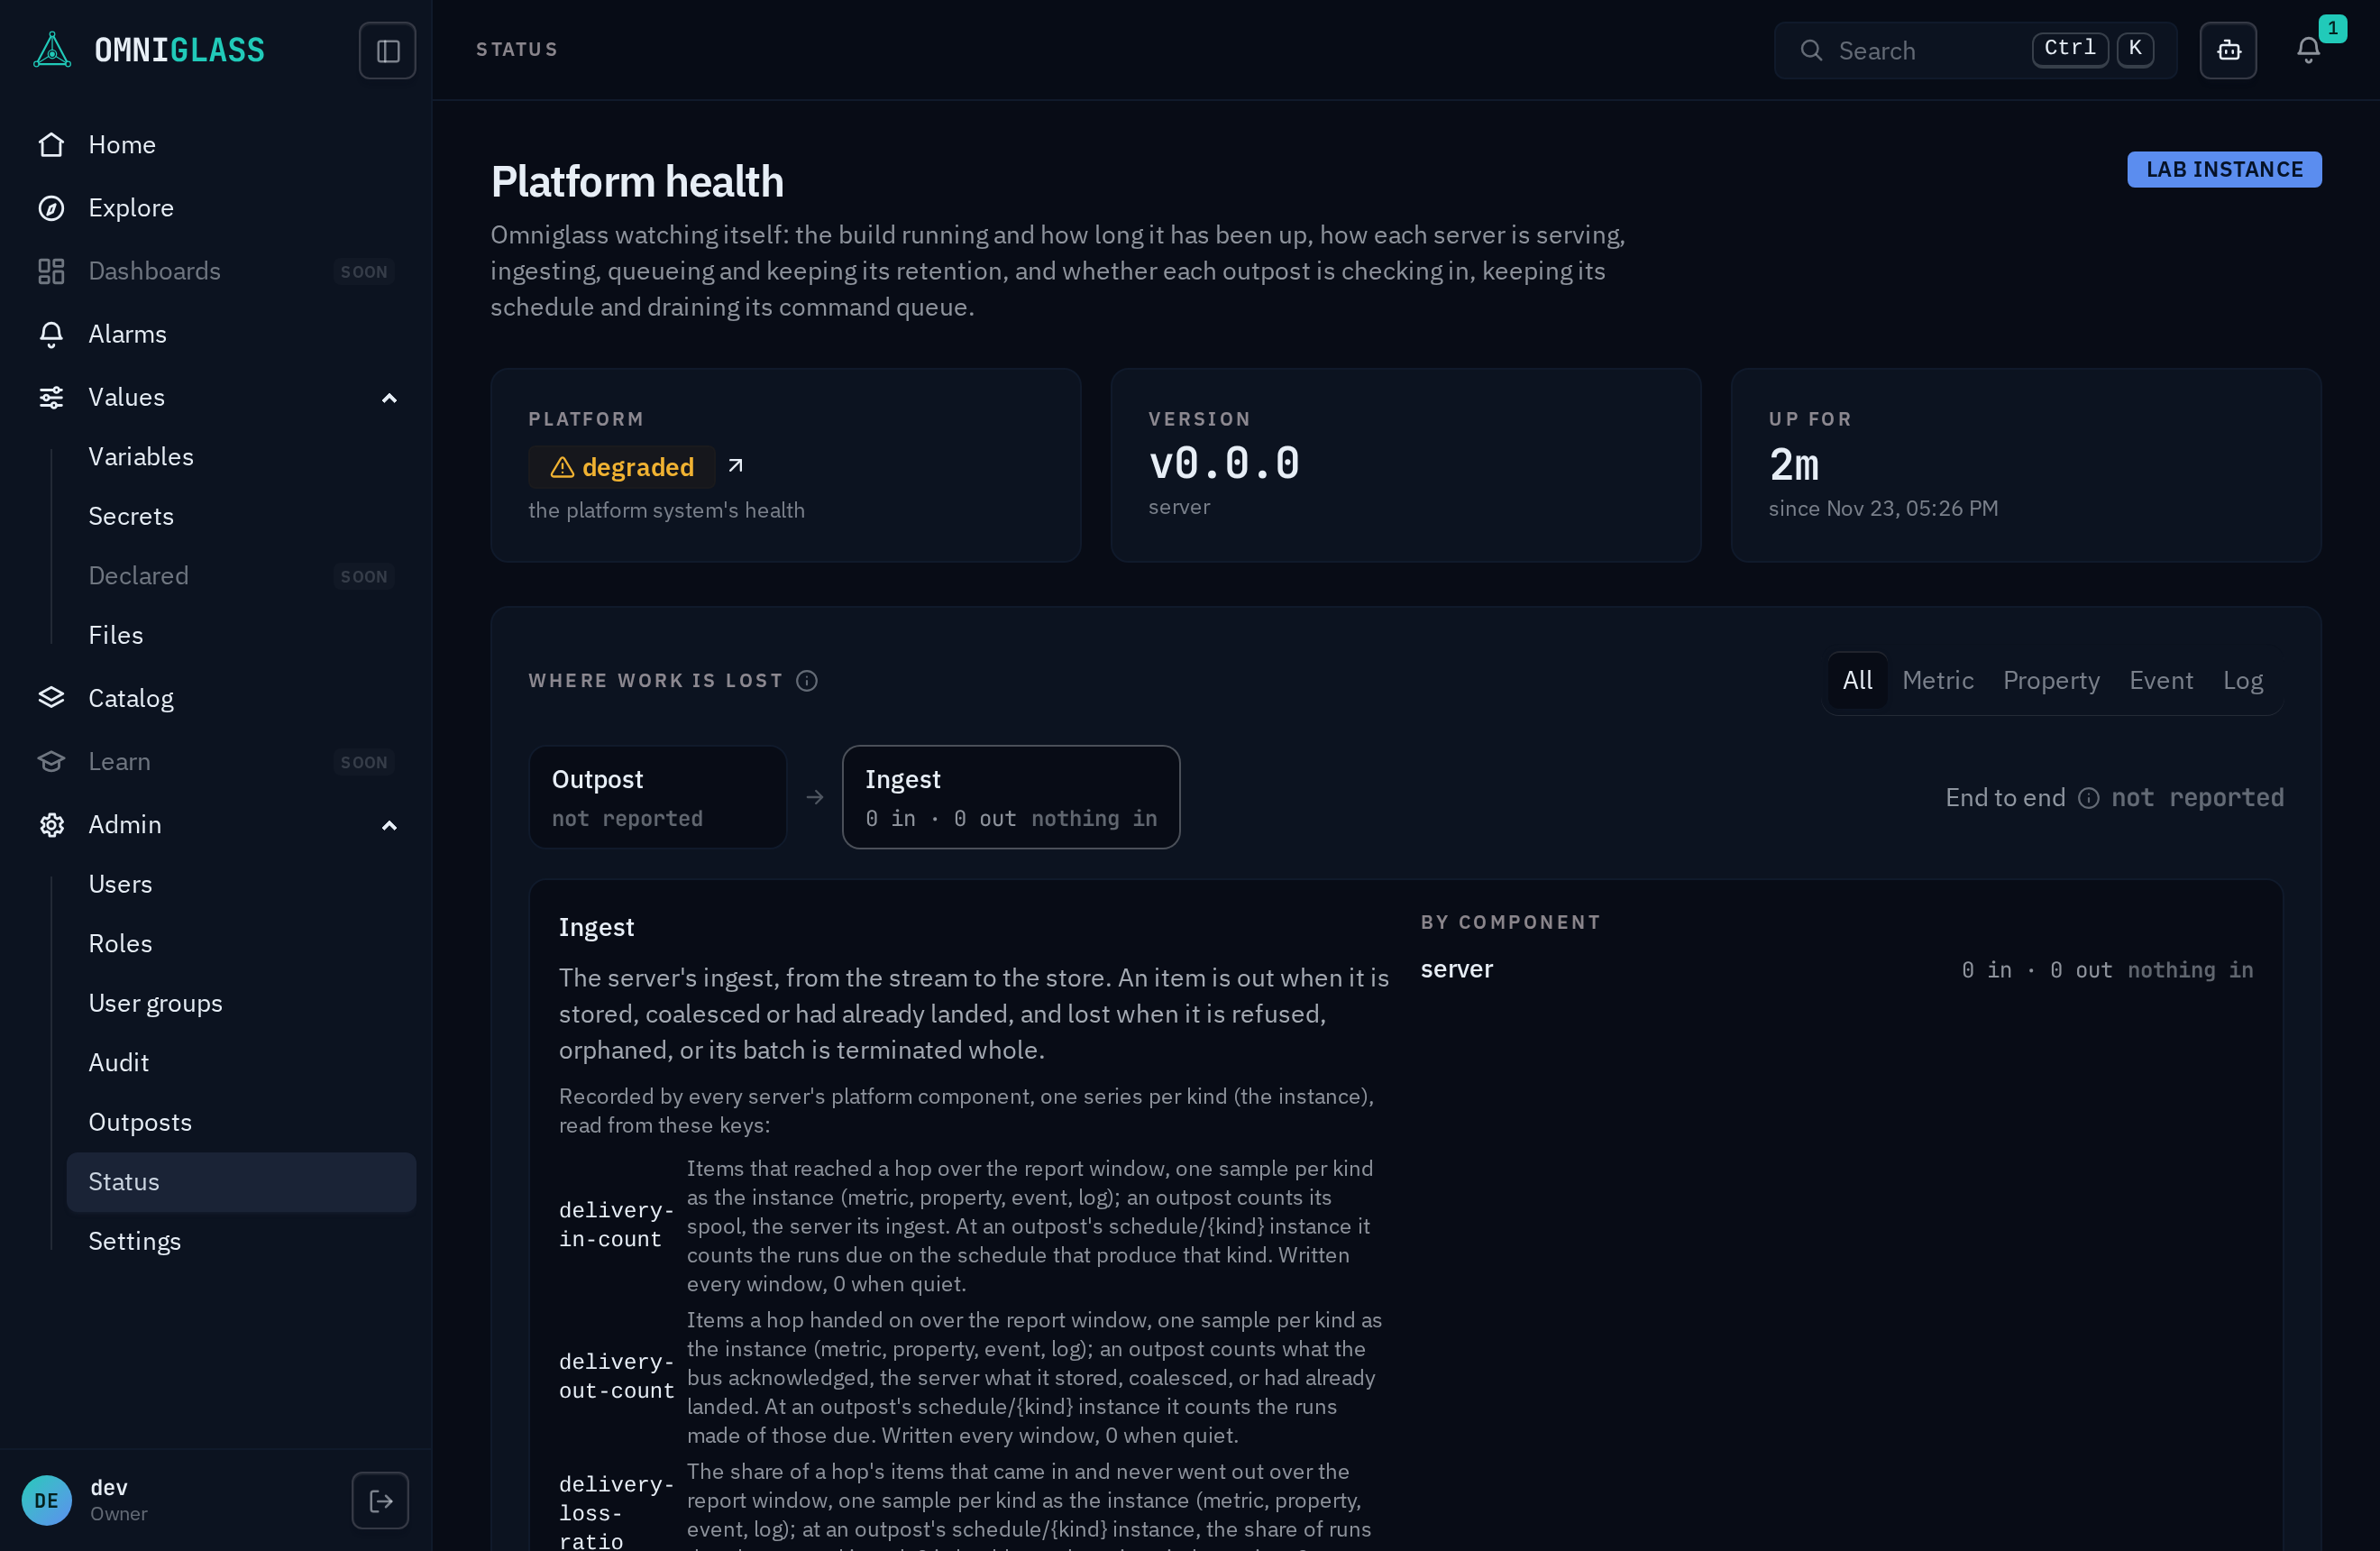 OMNIGLASS
Home
Explore
Dashboards SOON
Alarms
Values
Variables
Secrets
Declared SOON
Files
Catalog
Learn SOON
Admin
Users
Roles
User groups
Audit
Outposts
Status
Settings
DE
dev
Owner
STATUS
Search Ctrl K
1
Platform health
LAB INSTANCE
Omniglass watching itself: the build running and how long it has been up, how each server is serving,
ingesting, queueing and keeping its retention, and whether each outpost is checking in, keeping its
schedule and draining its command queue.
PLATFORM
degraded
the platform system's health
VERSION
v0.0.0
server
UP FOR
2m
since Nov 23, 05:26 PM
WHERE WORK IS LOST
All Metric Property Event Log
Outpost
not reported
Ingest
0 in · 0 out nothing in
End to end not reported
Ingest
The server's ingest, from the stream to the store. An item is out when it is
stored, coalesced or had already landed, and lost when it is refused,
orphaned, or its batch is terminated whole.
Recorded by every server's platform component, one series per kind (the instance),
read from these keys:
delivery-
in-count
Items that reached a hop over the report window, one sample per kind
as the instance (metric, property, event, log); an outpost counts its
spool, the server its ingest. At an outpost's schedule/{kind} instance it
counts the runs due on the schedule that produce that kind. Written
every window, 0 when quiet.
delivery-
out-count
Items a hop handed on over the report window, one sample per kind as
the instance (metric, property, event, log); an outpost counts what the
bus acknowledged, the server what it stored, coalesced, or had already
landed. At an outpost's schedule/{kind} instance it counts the runs
made of those due. Written every window, 0 when quiet.
delivery-
loss-
ratio
The share of a hop's items that came in and never went out over the
report window, one sample per kind as the instance (metric, property,
event, log); at an outpost's schedule/{kind} instance, the share of runs
BY COMPONENT
server
0 in · 0 out nothing in